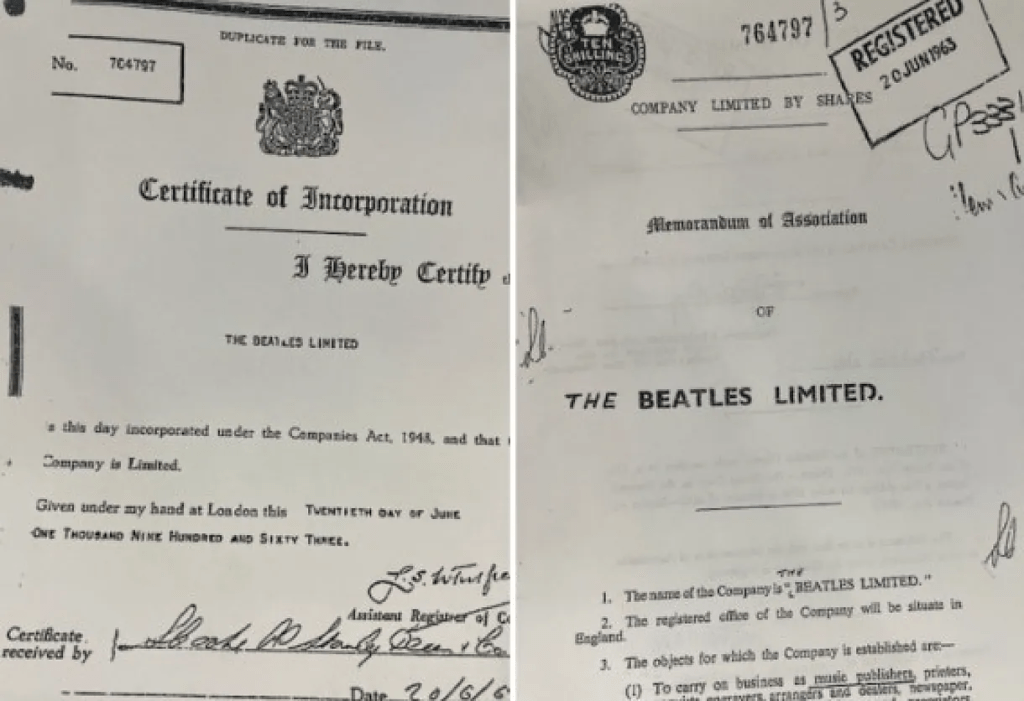 DUPLICATE FOR THE FILE.
No. 764797
Certificate of Incorporation
I Hereby Certify
THE BEATLES LIMITED
this day incorporated under the Companies Act, 1948, and that
Company is Limited.
Given under my hand at London this TWENTIETH DAY OF JUNE
ONE THOUSAND NINE HUNDRED AND SIXTY THREE.
Assistant Registrar of
Certificate
received by
Date 20/6/6
TEN
SHILLINGS
764797/3
REGISTERED
20 JUN 1963
COMPANY LIMITED BY SHARES
Memorandum of Association
OF
THE BEATLES LIMITED.
THE
1. The name of the Company is "BEATLES LIMITED."
2. The registered office of the Company will be situate in
England.
3. The objects for which the Company is established are—
(1) To carry on business as music publishers, printers,
engravers, arrangers and dealers, newspaper,